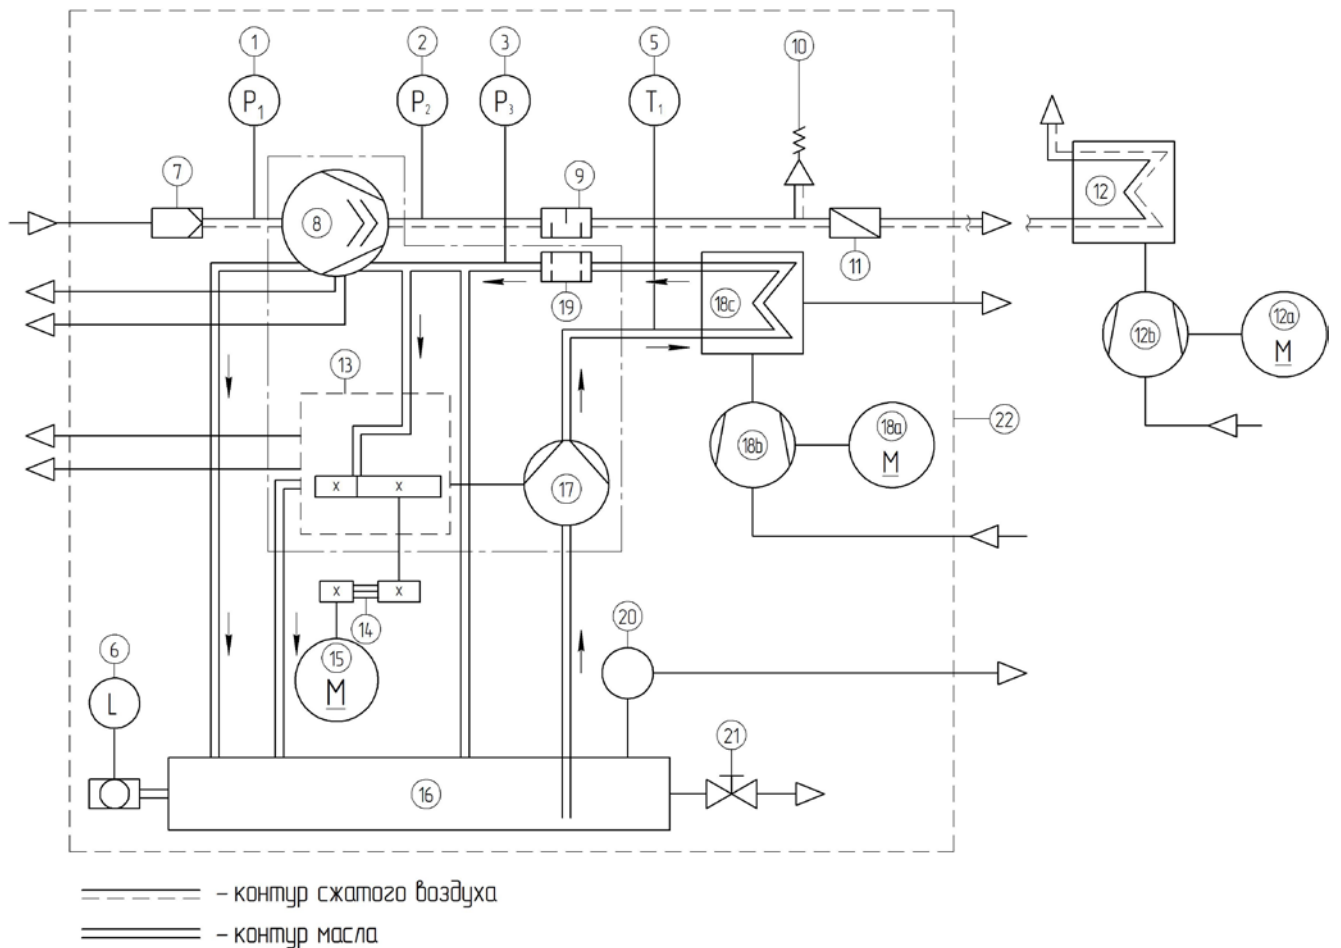 1 2 3 5 10
P₁ P₂ P₃ T₁
7 8 9 11 12
19 18c
12b 12a M
13 18b 18a M 22
x x 17
x x
14
6 15 M 20
L 21
16
– контур сжатого воздуха
– контур масла